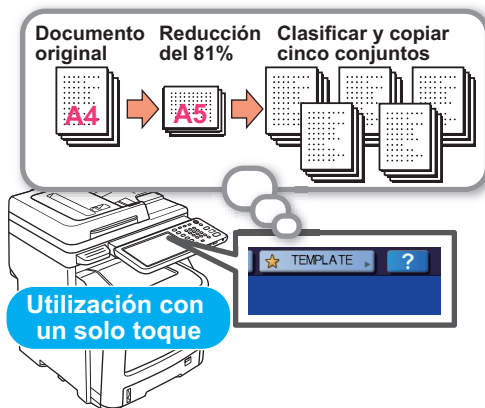 Documento
original
Reducción
del 81%
Clasificar y copiar
cinco conjuntos
A4
A5
TEMPLATE
?
Utilización con
un solo toque